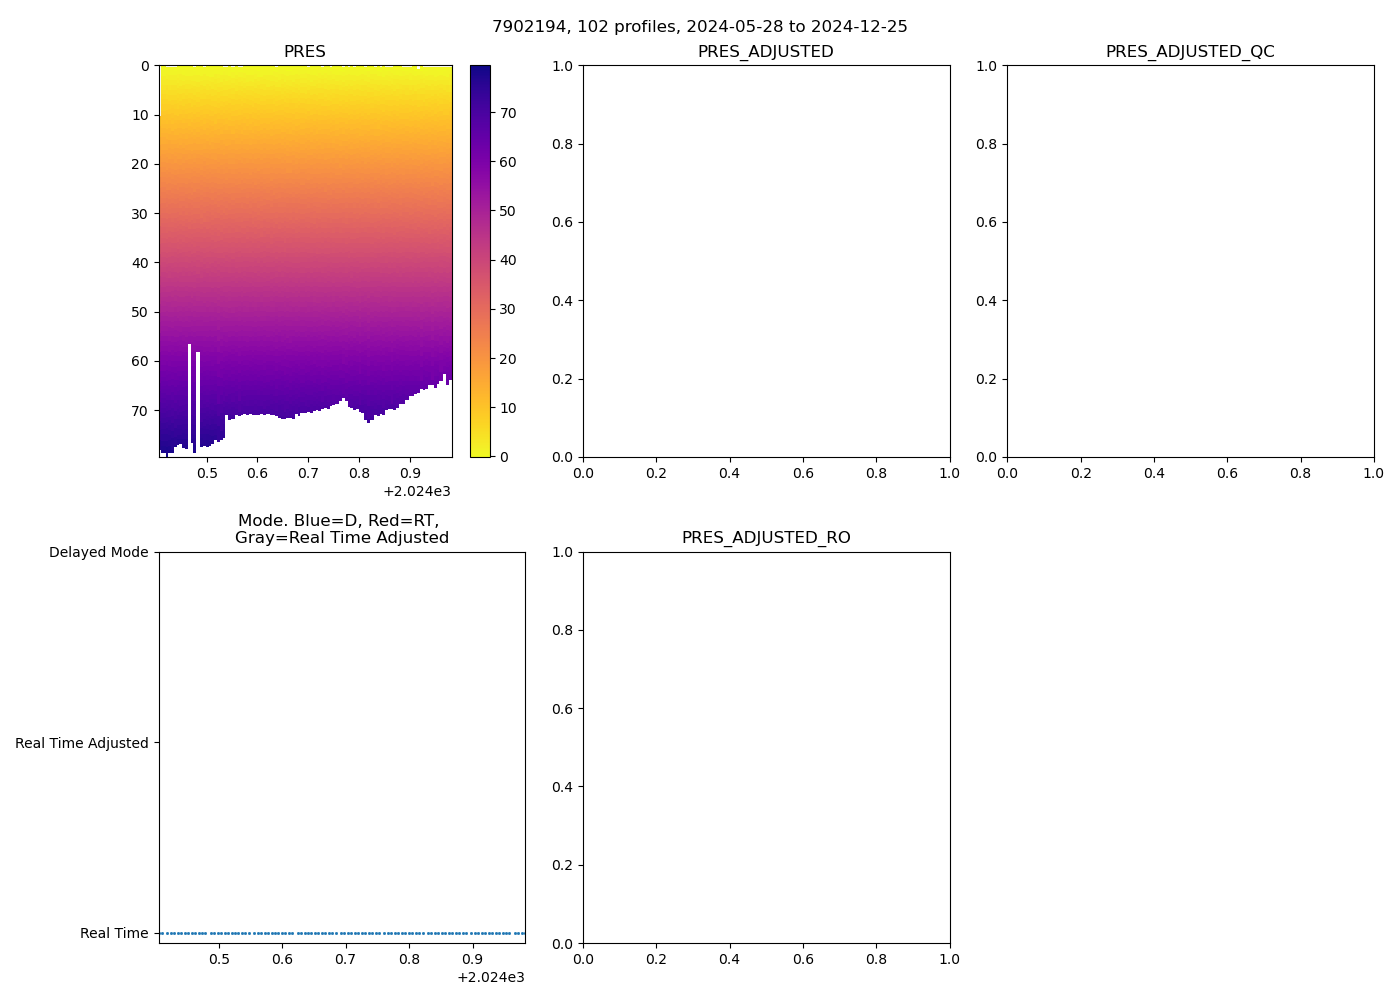 7902194, 102 profiles, 2024-05-28 to 2024-12-25
PRES
0
10
20
30
40
50
60
70
0.5 0.6 0.7 0.8 0.9
+2.024e3
70
60
50
40
30
20
10
0
PRES_ADJUSTED
1.0
0.8
0.6
0.4
0.2
0.0
0.0 0.2 0.4 0.6 0.8 1.0
PRES_ADJUSTED_QC
1.0
0.8
0.6
0.4
0.2
0.0
0.0 0.2 0.4 0.6 0.8 1.0
Mode. Blue=D, Red=RT,
Gray=Real Time Adjusted
Delayed Mode
Real Time Adjusted
Real Time
0.5 0.6 0.7 0.8 0.9
+2.024e3
PRES_ADJUSTED_RO
1.0
0.8
0.6
0.4
0.2
0.0
0.0 0.2 0.4 0.6 0.8 1.0